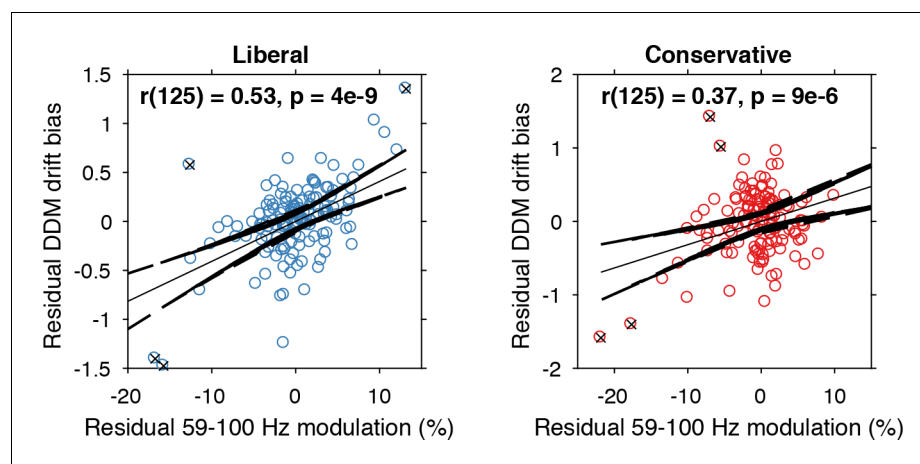 Liberal
r(125) = 0.53, p = 4e-9
Residual DDM drift bias
1.5
1
0.5
0
-0.5
-1
-1.5
-20
-10
0
10
Residual 59-100 Hz modulation (%)
Conservative
r(125) = 0.37, p = 9e-6
Residual DDM drift bias
2
1
0
-1
-2
-20
-10
0
10
Residual 59-100 Hz modulation (%)